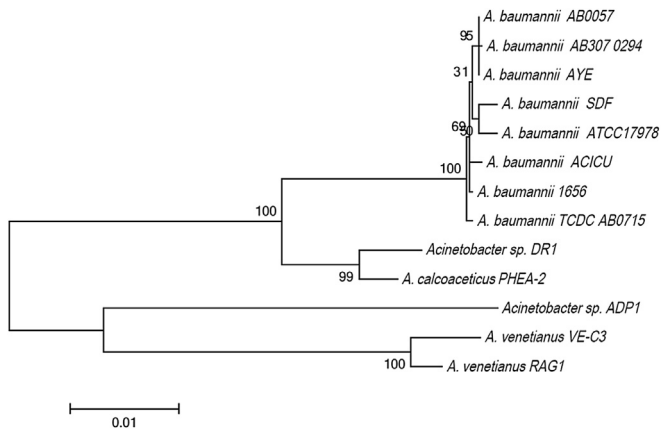 A. baumannii AB0057
95
A. baumannii AB307 0294
31
A. baumannii AYE
A. baumannii SDF
69
50
A. baumannii ATCC17978
A. baumannii ACICU
100
A. baumannii 1656
100
A. baumannii TCDC AB0715
Acinetobacter sp. DR1
99
A. calcoaceticus PHEA-2
Acinetobacter sp. ADP1
A. venetianus VE-C3
100
A. venetianus RAG1
0.01